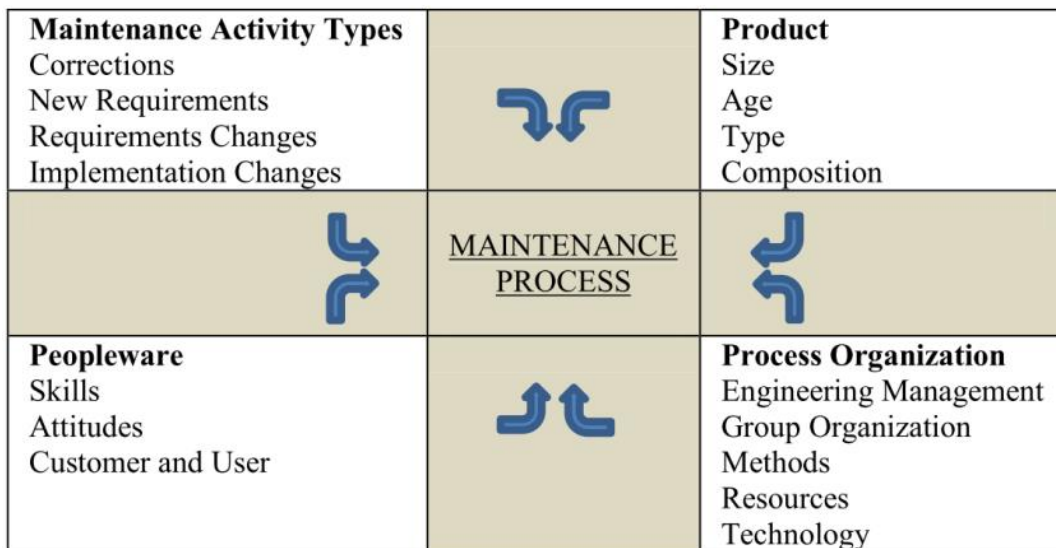 Maintenance Activity Types
Corrections
New Requirements
Requirements Changes
Implementation Changes
Product
Size
Age
Type
Composition
MAINTENANCE
PROCESS
Peopleware
Skills
Attitudes
Customer and User
Process Organization
Engineering Management
Group Organization
Methods
Resources
Technology